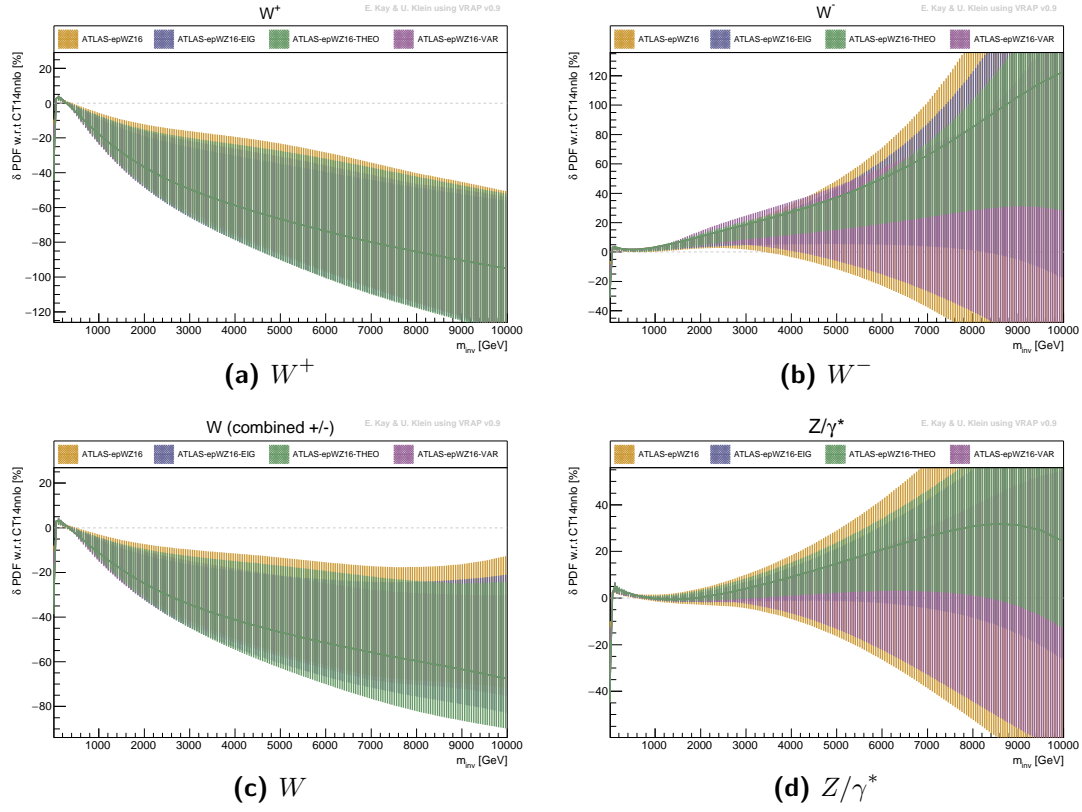 W+
E. Kay & U. Klein using VRAP v0.9
ATLAS-epWZ16 ATLAS-epWZ16-EIG ATLAS-epWZ16-THEO ATLAS-epWZ16-VAR
δ PDF w.r.t CT14nnlo [%]
20
0
−20
−40
−60
−80
−100
−120
1000 2000 3000 4000 5000 6000 7000 8000 9000 10000
m_inv [GeV]
(a) W+
W-
E. Kay & U. Klein using VRAP v0.9
ATLAS-epWZ16 ATLAS-epWZ16-EIG ATLAS-epWZ16-THEO ATLAS-epWZ16-VAR
δ PDF w.r.t CT14nnlo [%]
120
100
80
60
40
20
0
−20
−40
1000 2000 3000 4000 5000 6000 7000 8000 9000 10000
m_inv [GeV]
(b) W−
W (combined +/-)
E. Kay & U. Klein using VRAP v0.9
ATLAS-epWZ16 ATLAS-epWZ16-EIG ATLAS-epWZ16-THEO ATLAS-epWZ16-VAR
δ PDF w.r.t CT14nnlo [%]
20
0
−20
−40
−60
−80
1000 2000 3000 4000 5000 6000 7000 8000 9000 10000
m_inv [GeV]
(c) W
Z/γ*
E. Kay & U. Klein using VRAP v0.9
ATLAS-epWZ16 ATLAS-epWZ16-EIG ATLAS-epWZ16-THEO ATLAS-epWZ16-VAR
δ PDF w.r.t CT14nnlo [%]
40
20
0
−20
−40
1000 2000 3000 4000 5000 6000 7000 8000 9000 10000
m_inv [GeV]
(d) Z/γ*